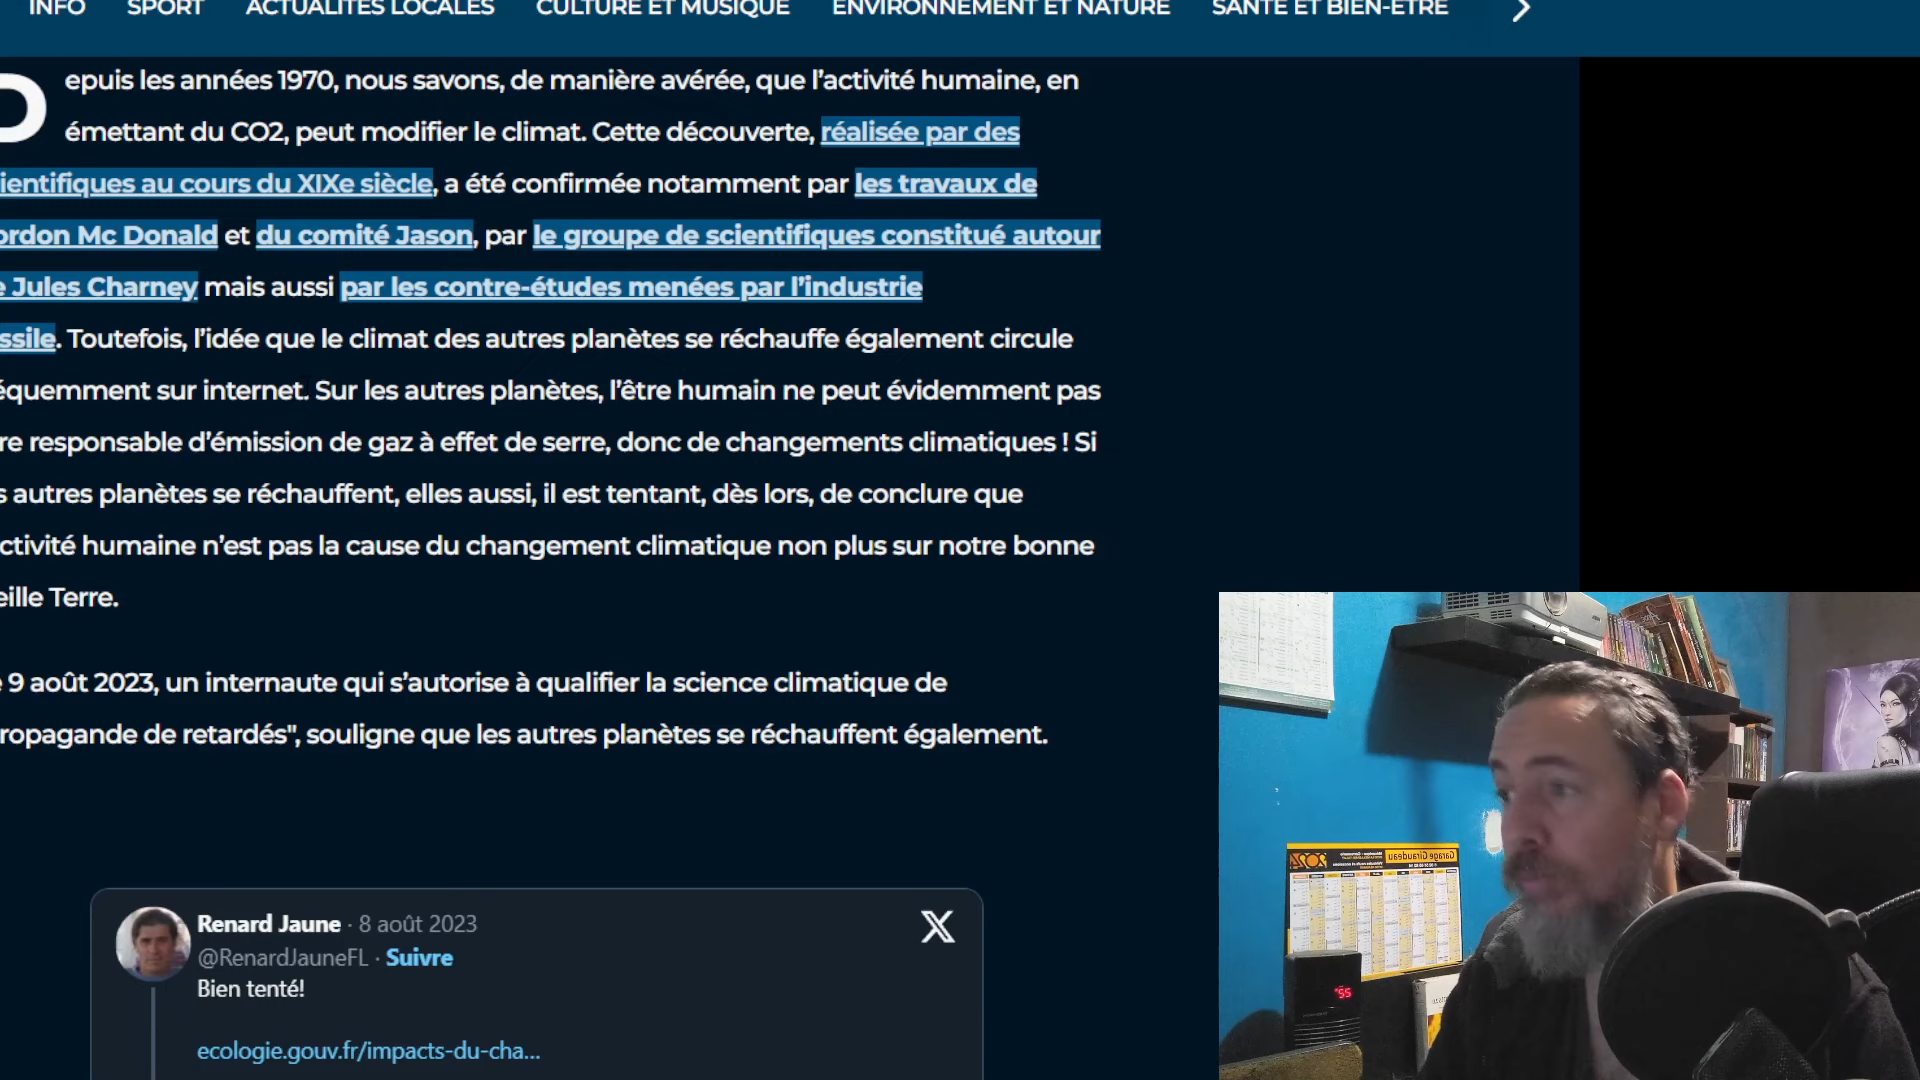 INFO SPORT ACTUALITÉS LOCALES CULTURE ET MUSIQUE ENVIRONNEMENT ET NATURE SANTÉ ET BIEN-ÊTRE
epuis les années 1970, nous savons, de manière avérée, que l’activité humaine, en
émettant du CO2, peut modifier le climat. Cette découverte, réalisée par des
ientifiques au cours du XIXe siècle, a été confirmée notamment par les travaux de
ordon Mc Donald et du comité Jason, par le groupe de scientifiques constitué autour
e Jules Charney mais aussi par les contre-études menées par l’industrie
ssile. Toutefois, l’idée que le climat des autres planètes se réchauffe également circule
équemment sur internet. Sur les autres planètes, l’être humain ne peut évidemment pas
re responsable d’émission de gaz à effet de serre, donc de changements climatiques ! Si
s autres planètes se réchauffent, elles aussi, il est tentant, dès lors, de conclure que
ctivité humaine n’est pas la cause du changement climatique non plus sur notre bonne
eille Terre.
e 9 août 2023, un internaute qui s’autorise à qualifier la science climatique de
ropagande de retardés", souligne que les autres planètes se réchauffent également.
Renard Jaune · 8 août 2023
@RenardJauneFL · Suivre
Bien tenté!
ecologie.gouv.fr/impacts-du-cha...
Garage Giraudeau
2024
55